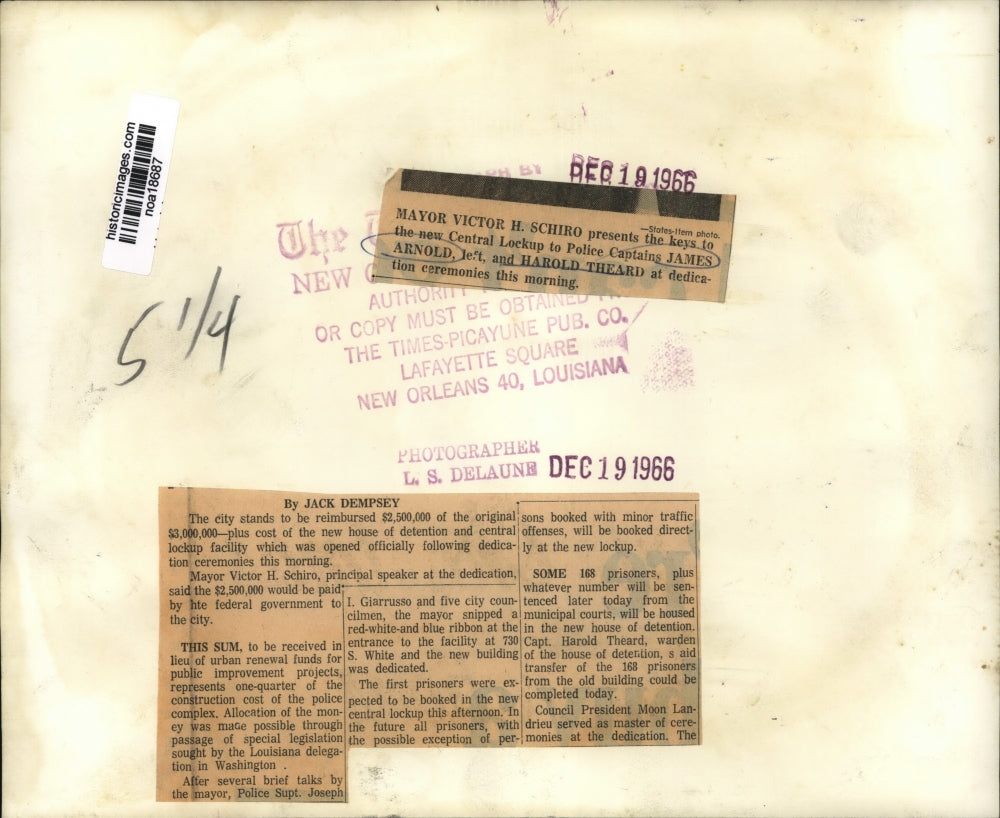 historicimages.com
noa18687
DEC 19 1966
BY
DEC 19 1966
The
NEW
AUTHORITY
OR COPY MUST BE OBTAINED
THE TIMES-PICAYUNE PUB. CO.
LAFAYETTE SQUARE
NEW ORLEANS 40, LOUISIANA
—States-Item photo.
MAYOR VICTOR H. SCHIRO presents the keys to
the new Central Lockup to Police Captains JAMES
ARNOLD, left, and HAROLD THEARD at dedica-
tion ceremonies this morning.
5 1/4
PHOTOGRAPHER
L. S. DELAUNE DEC 19 1966
By JACK DEMPSEY
The city stands to be reimbursed $2,500,000 of the original
$3,000,000—plus cost of the new house of detention and central
lockup facility which was opened officially following dedica-
tion ceremonies this morning.
Mayor Victor H. Schiro, principal speaker at the dedication,
said the $2,500,000 would be paid
by hte federal government to
the city.
THIS SUM, to be received in
lieu of urban renewal funds for
public improvement projects,
represents one-quarter of the
construction cost of the police
complex. Allocation of the mon-
ey was made possible through
passage of special legislation
sought by the Louisiana delega-
tion in Washington .
After several brief talks by
the mayor, Police Supt. Joseph
I. Giarrusso and five city coun-
cilmen, the mayor snipped a
red-white-and blue ribbon at the
entrance to the facility at 730
S. White and the new building
was dedicated.
The first prisoners were ex-
pected to be booked in the new
central lockup this afternoon. In
the future all prisoners, with
the possible exception of per-
sons booked with minor traffic
offenses, will be booked direct-
ly at the new lockup.
SOME 168 prisoners, plus
whatever number will be sen-
tenced later today from the
municipal courts, will be housed
in the new house of detention.
Capt. Harold Theard, warden
of the house of detention, s aid
transfer of the 168 prisoners
from the old building could be
completed today.
Council President Moon Lan-
drieu served as master of cere-
monies at the dedication. The